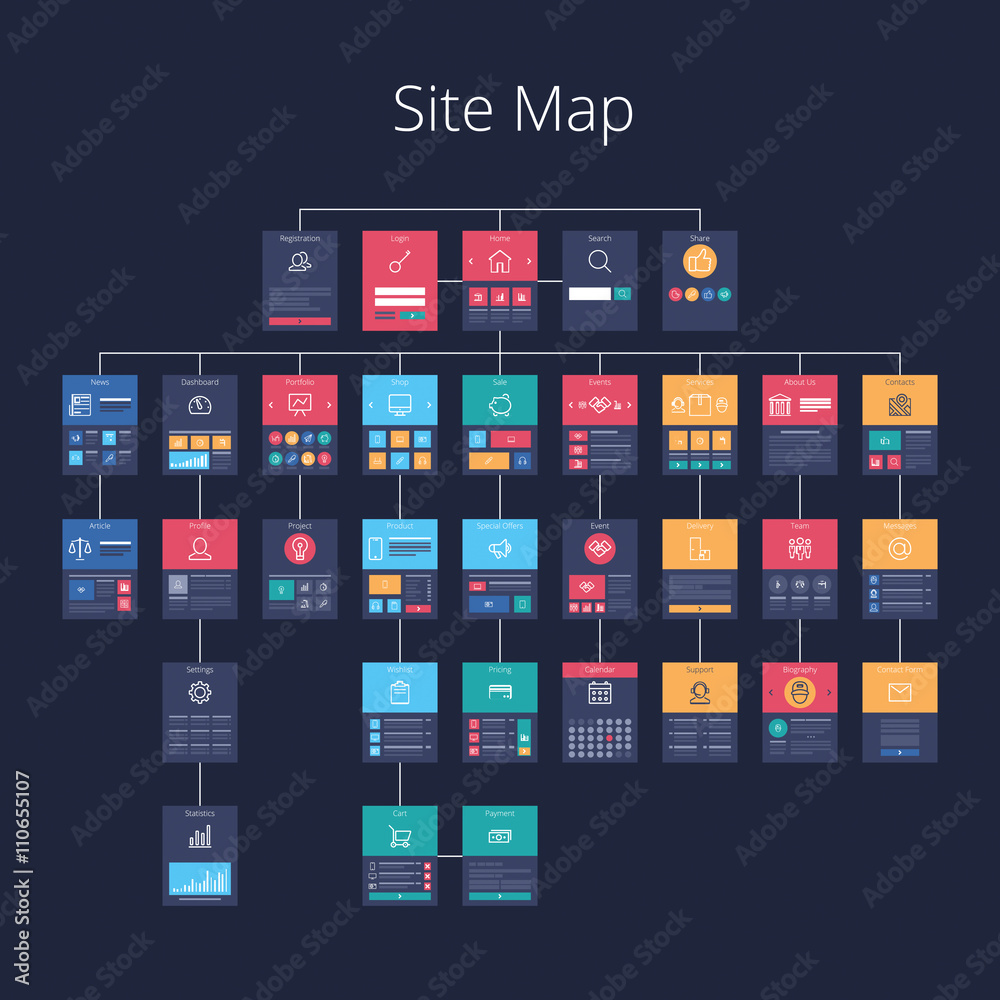 Site Map
Registration
Login
Home
Search
Share
News
Dashboard
Portfolio
Shop
Sale
Events
Services
About Us
Contacts
Article
Profile
Project
Product
Special Offers
Event
Delivery
Team
Messages
Settings
Wishlist
Pricing
Calendar
Support
Biography
Contact Form
Statistics
Cart
Payment
Adobe Stock | #110655107